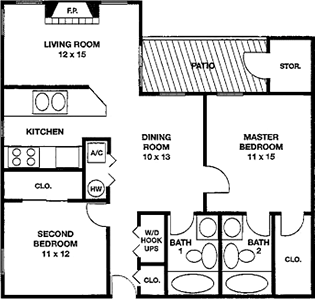 F.P.
LIVING ROOM
12 x 15
PATIO
STOR.
KITCHEN
DINING
ROOM
10 x 13
MASTER
BEDROOM
11 x 15
A/C
HW
CLO.
SECOND
BEDROOM
11 x 12
W/D
HOOK
UPS
BATH
1
BATH
2
CLO.
CLO.